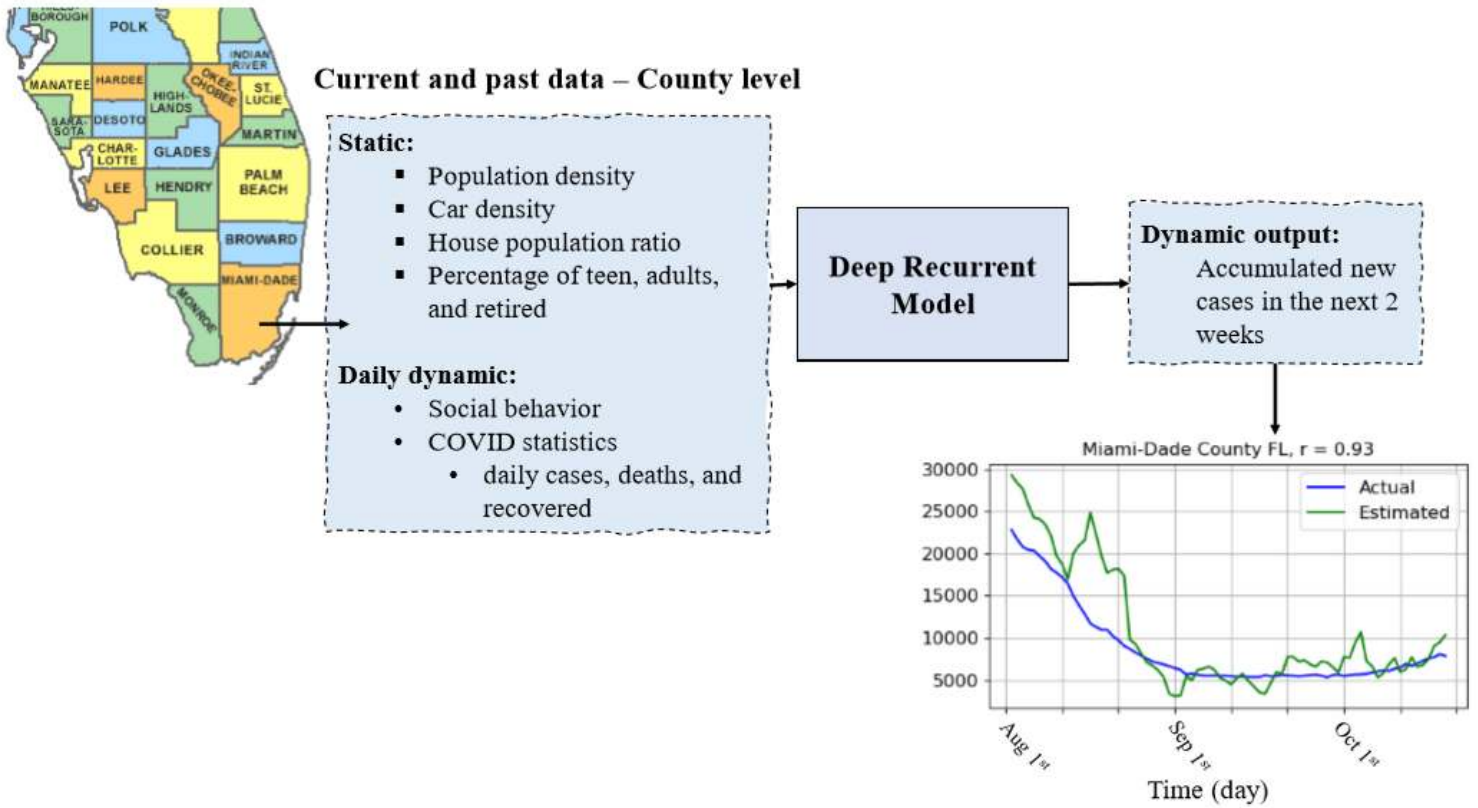 BOROUGH
POLK
INDIAN
RIVER
MANATEE
HARDEE
HIGH-
LANDS
OKEE-
CHOBEE
ST.
LUCIE
SARA-
SOTA
DESOTO
MARTIN
CHAR-
LOTTE
GLADES
LEE
HENDRY
PALM
BEACH
COLLIER
BROWARD
MIAMI-DADE
MONROE
Current and past data – County level
Static:
▪ Population density
▪ Car density
▪ House population ratio
▪ Percentage of teen, adults,
and retired
Daily dynamic:
• Social behavior
• COVID statistics
• daily cases, deaths, and
recovered
Deep Recurrent
Model
Dynamic output:
Accumulated new
cases in the next 2
weeks
Miami-Dade County FL, r = 0.93
Actual
Estimated
30000
25000
20000
15000
10000
5000
Aug 1st
Sep 1st
Oct 1st
Time (day)